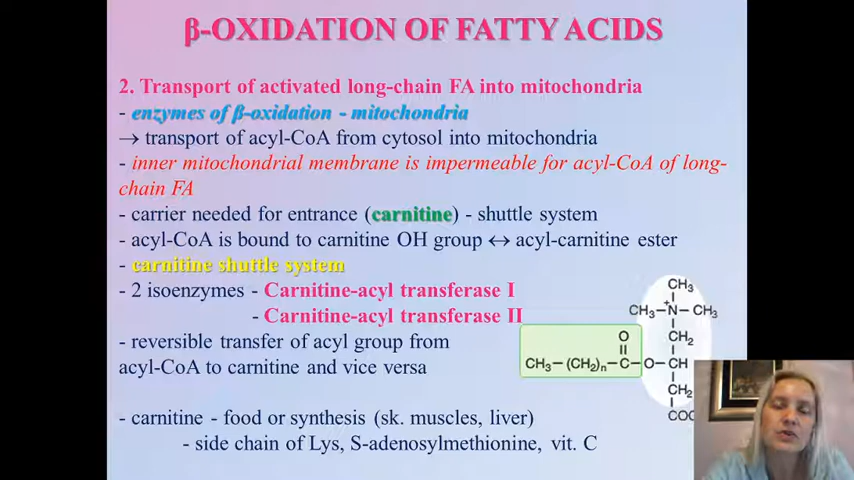 β-OXIDATION OF FATTY ACIDS
2. Transport of activated long-chain FA into mitochondria
- enzymes of β-oxidation - mitochondria
→ transport of acyl-CoA from cytosol into mitochondria
- inner mitochondrial membrane is impermeable for acyl-CoA of long-
chain FA
- carrier needed for entrance (carnitine) - shuttle system
- acyl-CoA is bound to carnitine OH group ↔ acyl-carnitine ester
- carnitine shuttle system
- 2 isoenzymes - Carnitine-acyl transferase I
- Carnitine-acyl transferase II
- reversible transfer of acyl group from
acyl-CoA to carnitine and vice versa
CH₃
CH₃—N—CH₃
+
CH₂
O
CH₃—(CH₂)ₙ—C—O—CH
CH₂
COO
- carnitine - food or synthesis (sk. muscles, liver)
- side chain of Lys, S-adenosylmethionine, vit. C